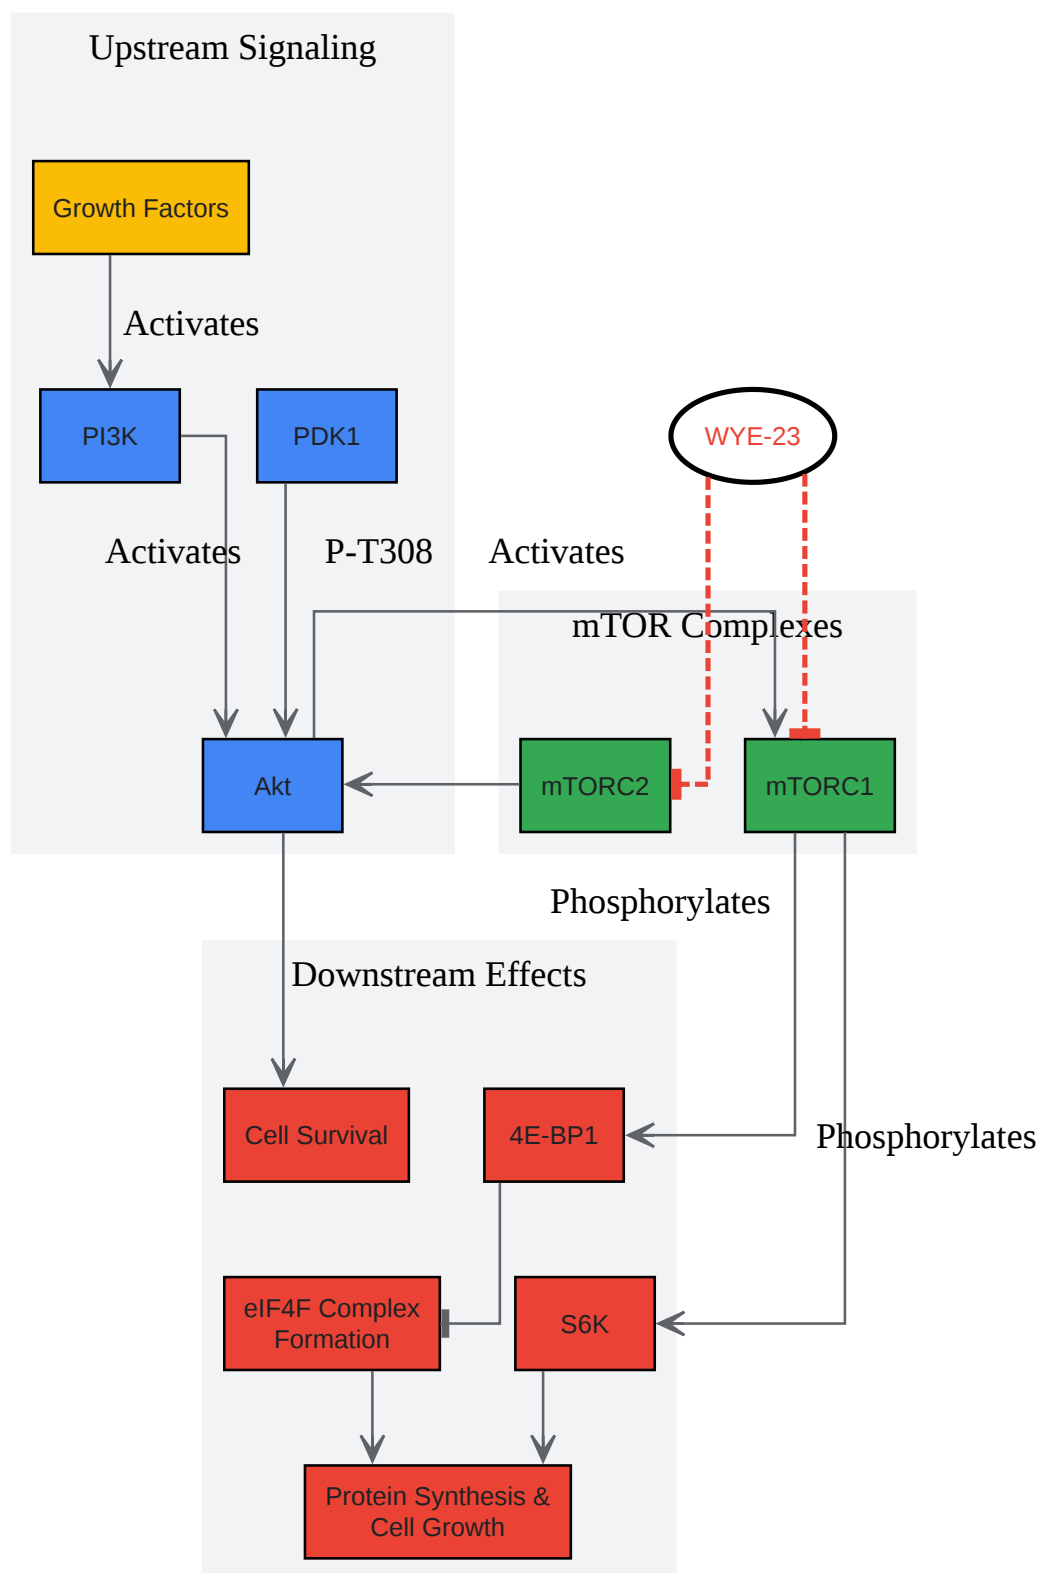 Upstream Signaling
Growth Factors
Activates
PI3K
PDK1
WYE-23
Activates
P-T308
Activates
mTOR Complexes
Akt
mTORC2
mTORC1
Phosphorylates
Downstream Effects
Cell Survival
4E-BP1
Phosphorylates
eIF4F Complex
Formation
S6K
Protein Synthesis &
Cell Growth